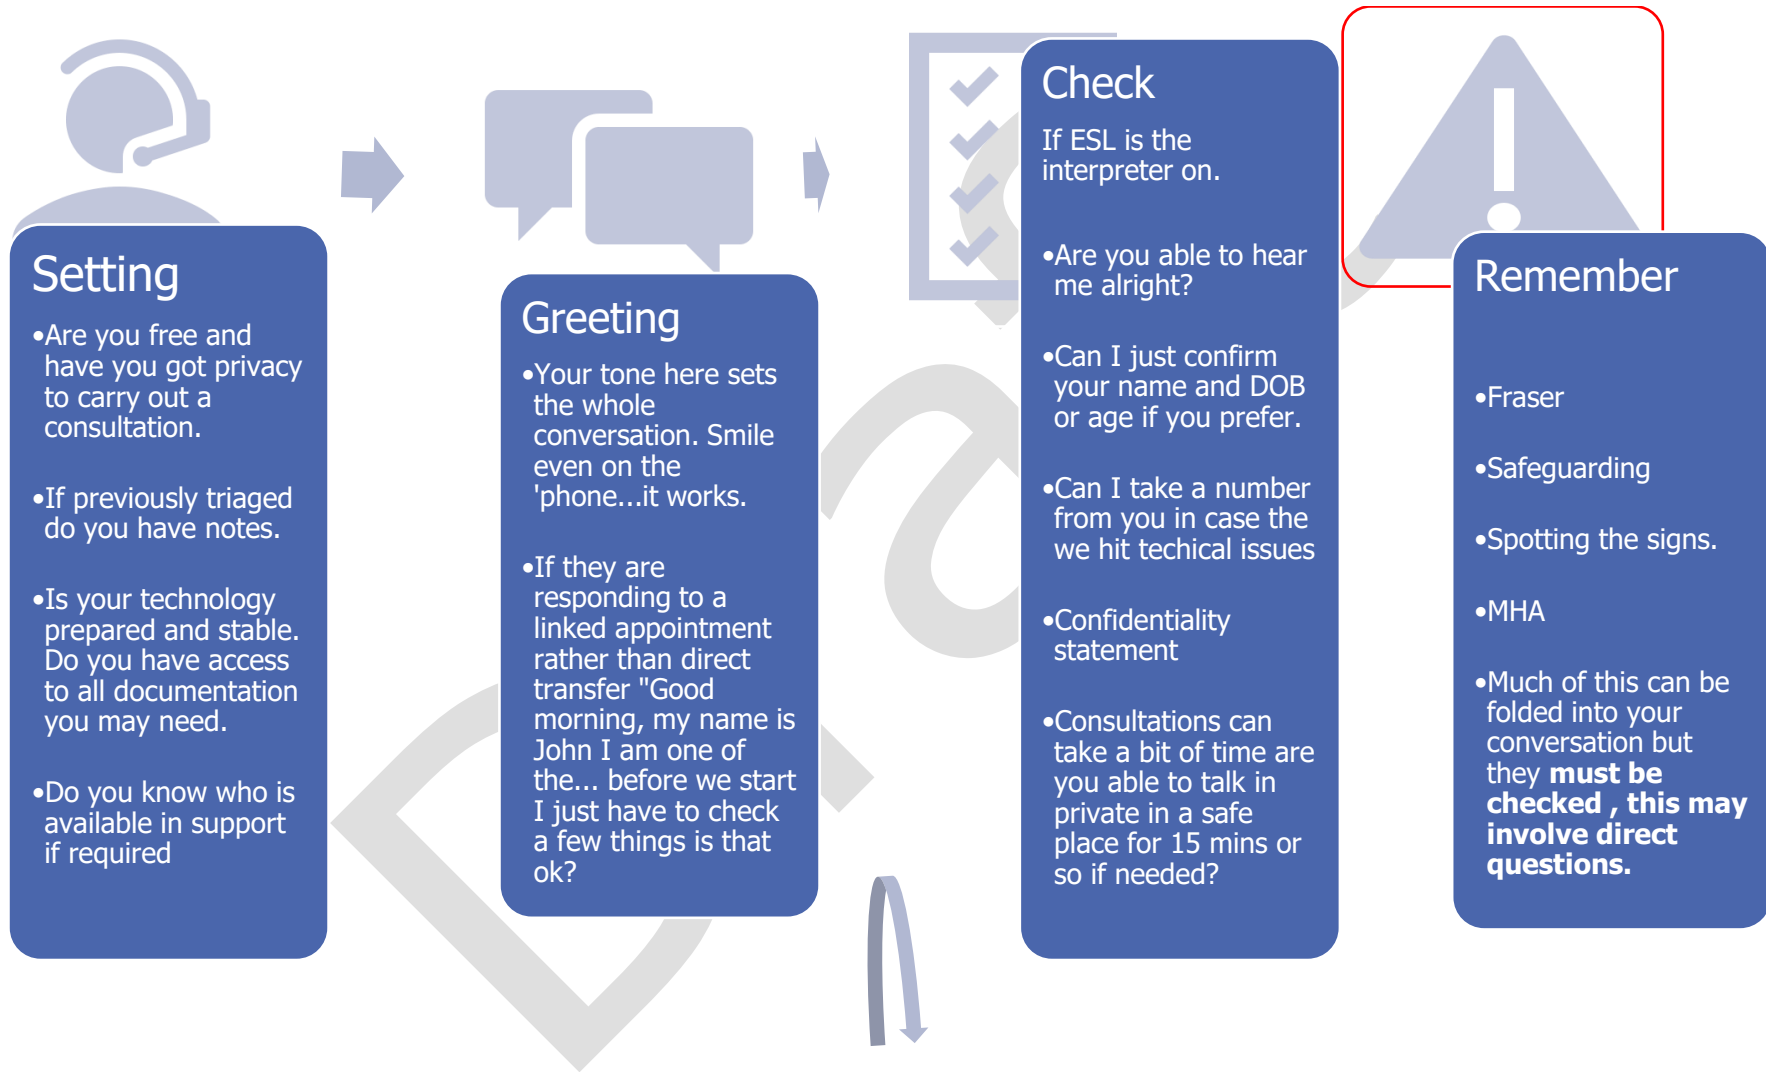 Setting
•Are you free and
have you got privacy
to carry out a
consultation.
•If previously triaged
do you have notes.
•Is your technology
prepared and stable.
Do you have access
to all documentation
you may need.
•Do you know who is
available in support
if required
Greeting
•Your tone here sets
the whole
conversation. Smile
even on the
'phone...it works.
•If they are
responding to a
linked appointment
rather than direct
transfer "Good
morning, my name is
John I am one of
the... before we start
I just have to check
a few things is that
ok?
Check
If ESL is the
interpreter on.
•Are you able to hear
me alright?
•Can I just confirm
your name and DOB
or age if you prefer.
•Can I take a number
from you in case the
we hit techical issues
•Confidentiality
statement
•Consultations can
take a bit of time are
you able to talk in
private in a safe
place for 15 mins or
so if needed?
Remember
•Fraser
•Safeguarding
•Spotting the signs.
•MHA
•Much of this can be
folded into your
conversation but
they must be
checked , this may
involve direct
questions.